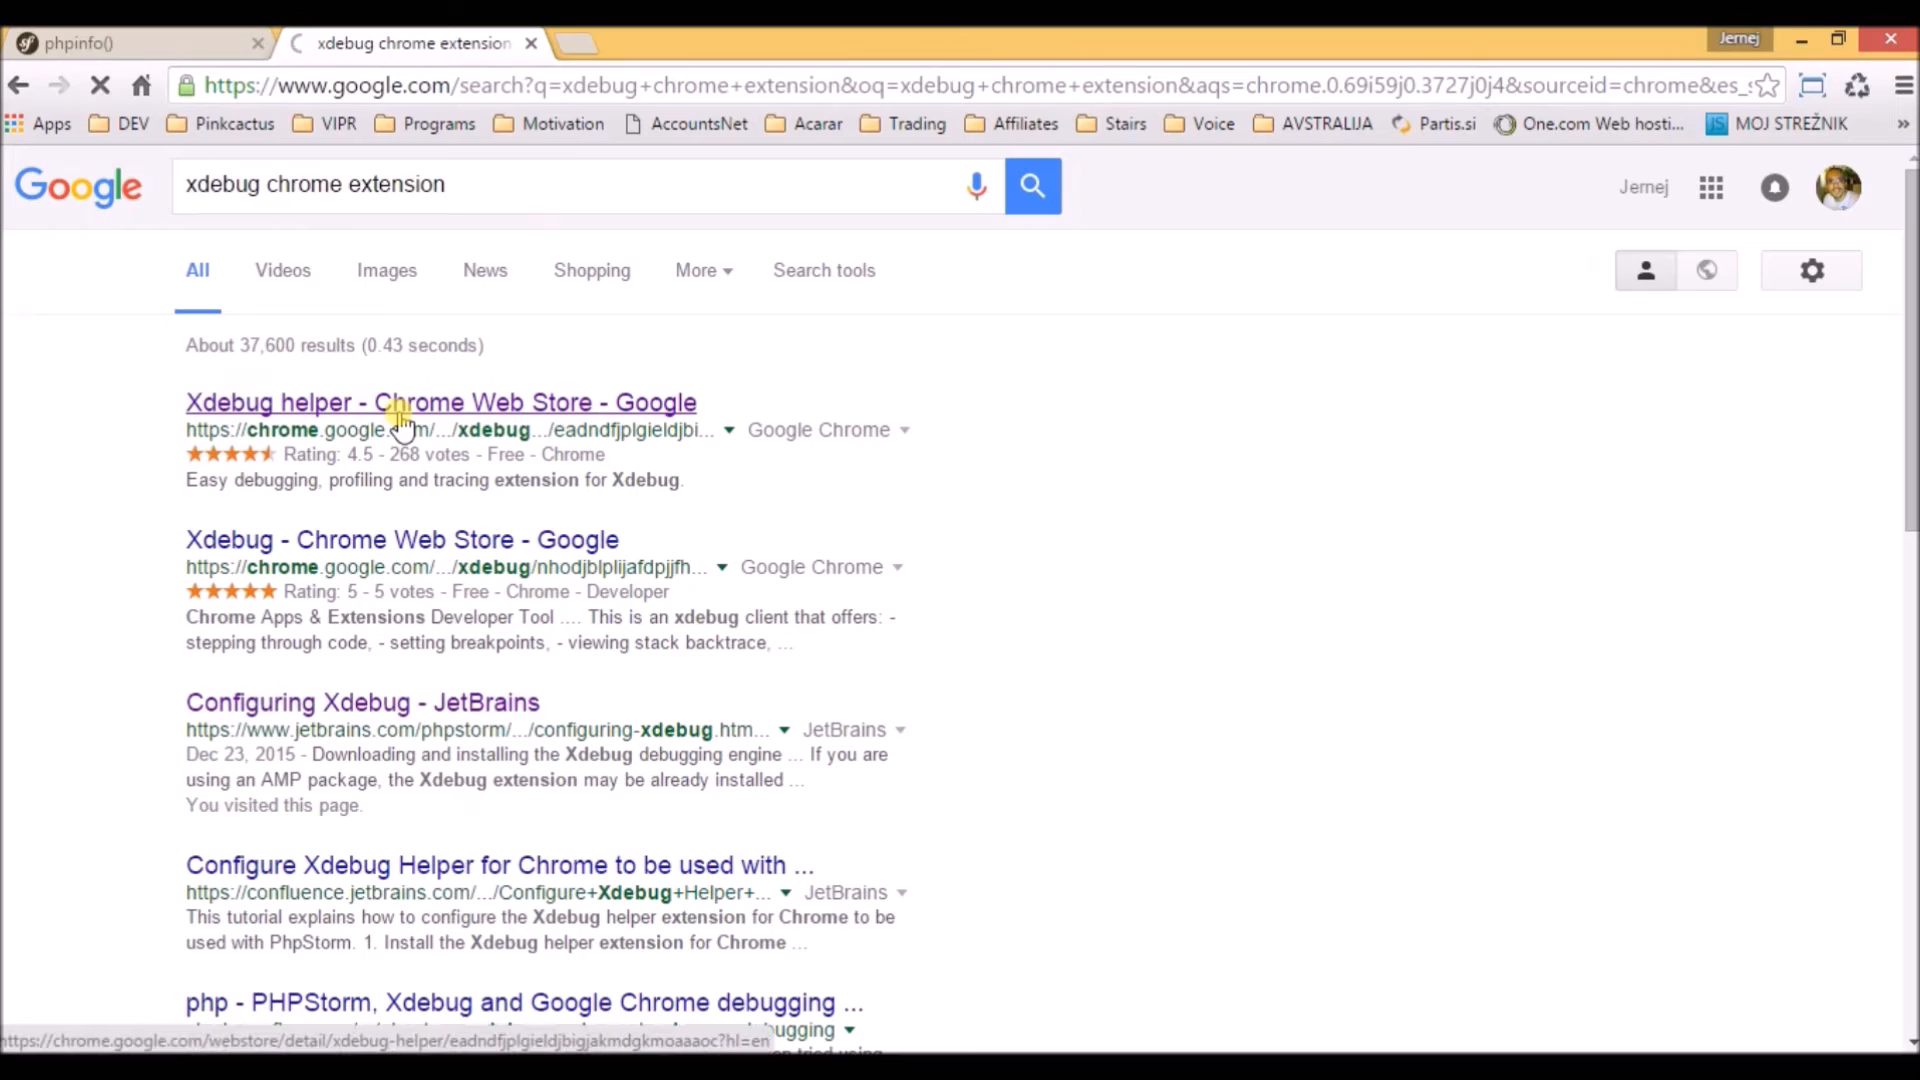 phpinfo()
xdebug chrome extension
Jernej
https://www.google.com/search?q=xdebug+chrome+extension&oq=xdebug+chrome+extension&aqs=chrome.0.69i59j0.3727j0j4&sourceid=chrome&es_s
Apps DEV Pinkcactus VIPR Programs Motivation AccountsNet Acarar Trading Affiliates Stairs Voice AVSTRALIJA Partis.si One.com Web hosti... JS MOJ STREŽNIK »
Google
xdebug chrome extension
Jernej
All Videos Images News Shopping More Search tools
About 37,600 results (0.43 seconds)
Xdebug helper - Chrome Web Store - Google
https://chrome.google.com/.../xdebug.../eadndfjplgieldjbi... Google Chrome
Rating: 4.5 - 268 votes - Free - Chrome
Easy debugging, profiling and tracing extension for Xdebug.
Xdebug - Chrome Web Store - Google
https://chrome.google.com/.../xdebug/nhodjblplijafdpjjfh... Google Chrome
Rating: 5 - 5 votes - Free - Chrome - Developer
Chrome Apps & Extensions Developer Tool .... This is an xdebug client that offers: -
stepping through code, - setting breakpoints, - viewing stack backtrace, ...
Configuring Xdebug - JetBrains
https://www.jetbrains.com/phpstorm/.../configuring-xdebug.htm... JetBrains
Dec 23, 2015 - Downloading and installing the Xdebug debugging engine ... If you are
using an AMP package, the Xdebug extension may be already installed ...
You visited this page.
Configure Xdebug Helper for Chrome to be used with ...
https://confluence.jetbrains.com/.../Configure+Xdebug+Helper+... JetBrains
This tutorial explains how to configure the Xdebug helper extension for Chrome to be
used with PhpStorm. 1. Install the Xdebug helper extension for Chrome ...
php - PHPStorm, Xdebug and Google Chrome debugging ...
https://chrome.google.com/webstore/detail/xdebug-helper/eadndfjplgieldjbigjakmdgkmoaaaoc?hl=en